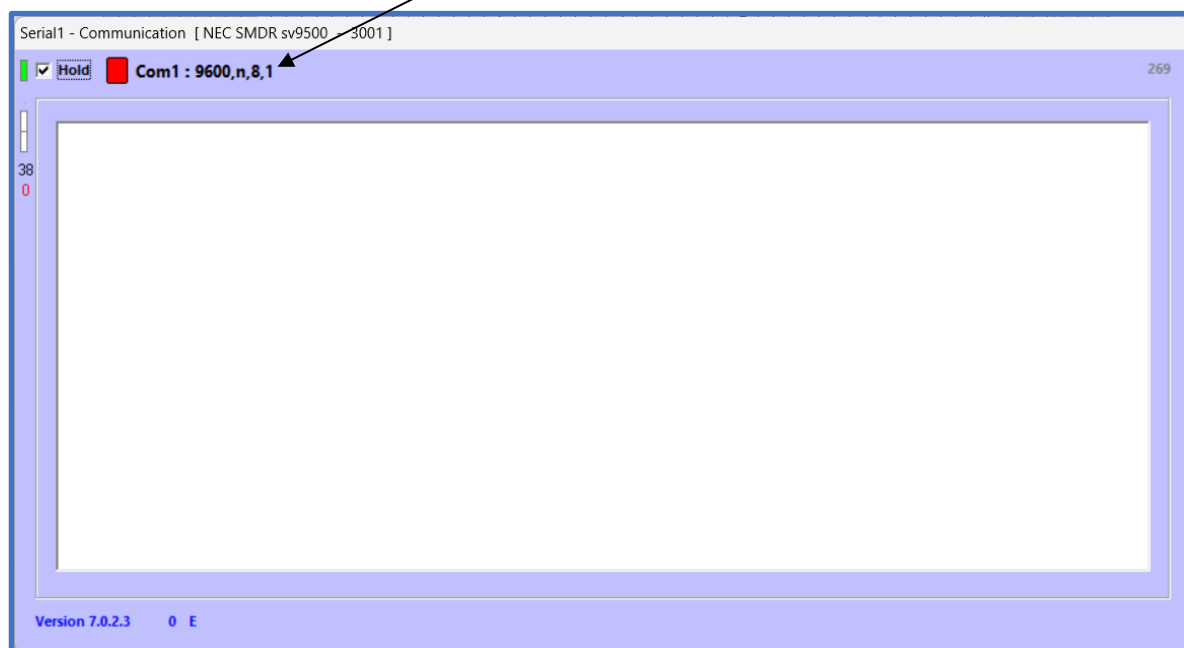 Serial1 - Communication [ NEC SMDR sv9500 - 3001 ]
Hold Com1 : 9600,n,8,1 269
38
0
Version 7.0.2.3 0 E